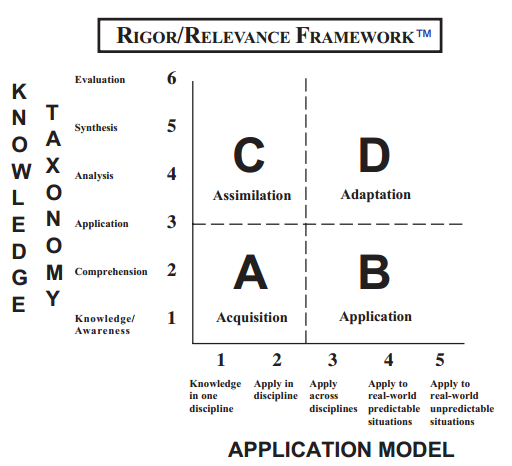 RIGOR/RELEVANCE FRAMEWORK™
KNOWLEDGE
TAXONOMY
Evaluation 6
Synthesis 5
Analysis 4
Application 3
Comprehension 2
Knowledge/
Awareness 1
C
Assimilation
D
Adaptation
A
Acquisition
B
Application
1 2 3 4 5
Knowledge
in one
discipline
Apply in
discipline
Apply
across
disciplines
Apply to
real-world
predictable
situations
Apply to
real-world
unpredictable
situations
APPLICATION MODEL